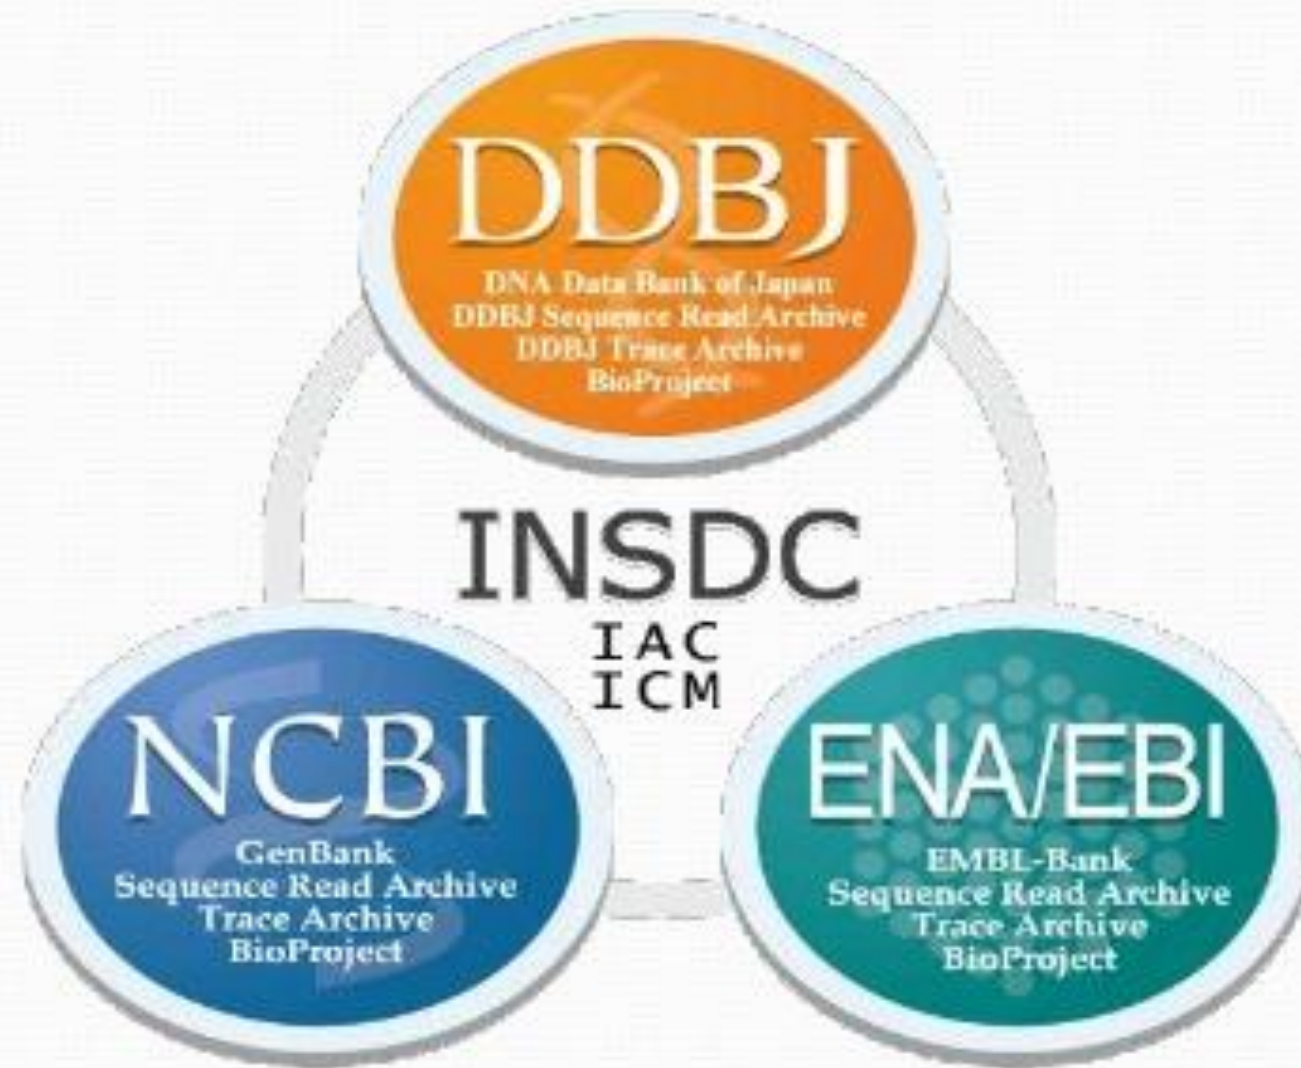 DDBJ
DNA Data Bank of Japan
DDBJ Sequence Read Archive
DDBJ Trace Archive
BioProject
INSDC
IAC
ICM
NCBI
GenBank
Sequence Read Archive
Trace Archive
BioProject
ENA/EBI
EMBL-Bank
Sequence Read Archive
Trace Archive
BioProject